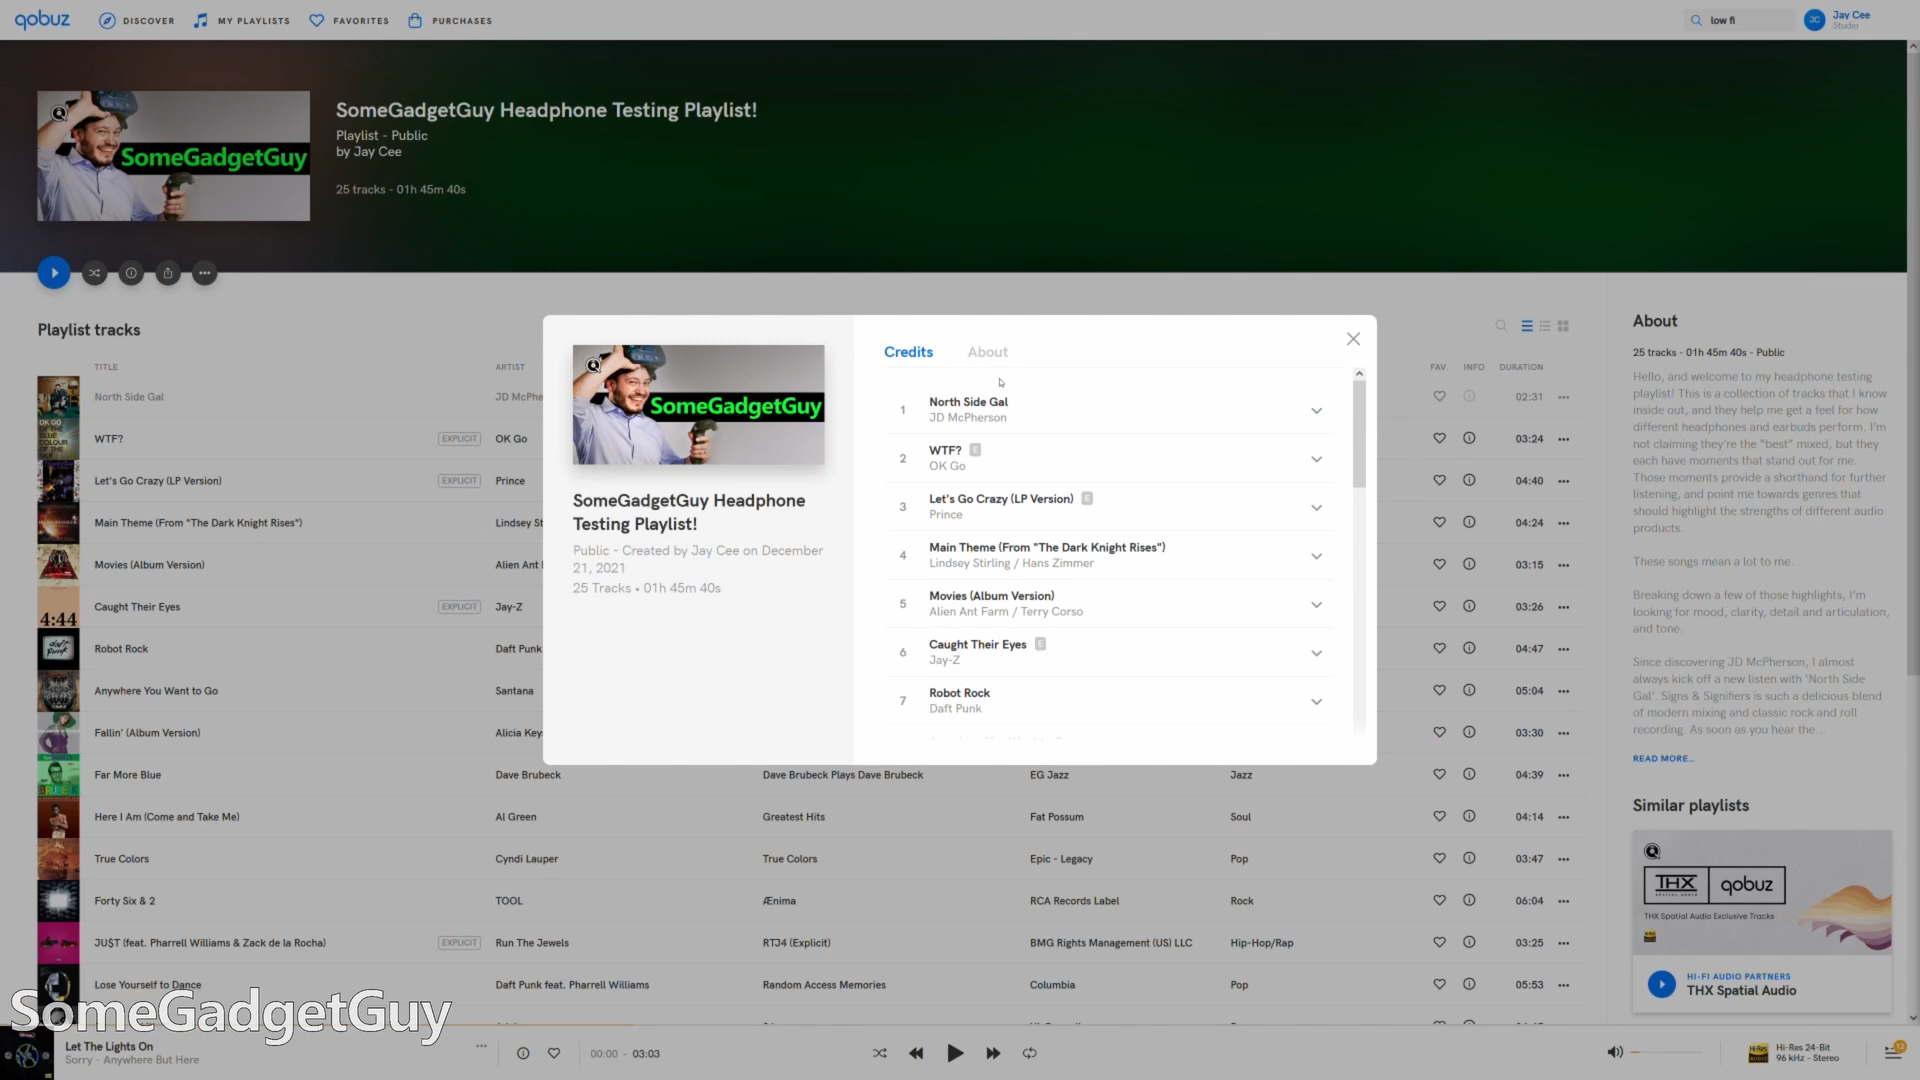 qobuz
DISCOVER
MY PLAYLISTS
FAVORITES
PURCHASES
low fi
JC
Jay Cee
Studio
SomeGadgetGuy
SomeGadgetGuy Headphone Testing Playlist!
Playlist - Public
by Jay Cee
25 tracks - 01h 45m 40s
Playlist tracks
TITLE
ARTIST
FAV.
INFO
DURATION
North Side Gal JD McPhe 02:31
WTF? EXPLICIT OK Go 03:24
Let's Go Crazy (LP Version) EXPLICIT Prince 04:40
Main Theme (From "The Dark Knight Rises") Lindsey St 04:24
Movies (Album Version) Alien Ant 03:15
4:44
Caught Their Eyes EXPLICIT Jay-Z 03:26
Robot Rock Daft Punk 04:47
Anywhere You Want to Go Santana 05:04
Fallin' (Album Version) Alicia Key 03:30
Far More Blue Dave Brubeck Dave Brubeck Plays Dave Brubeck EG Jazz Jazz 04:39
Here I Am (Come and Take Me) Al Green Greatest Hits Fat Possum Soul 04:14
True Colors Cyndi Lauper True Colors Epic - Legacy Pop 03:47
Forty Six & 2 TOOL Ænima RCA Records Label Rock 06:04
JU$T (feat. Pharrell Williams & Zack de la Rocha) EXPLICIT Run The Jewels RTJ4 (Explicit) BMG Rights Management (US) LLC Hip-Hop/Rap 03:25
Lose Yourself to Dance Daft Punk feat. Pharrell Williams Random Access Memories Columbia Pop 05:53
SomeGadgetGuy
SomeGadgetGuy Headphone
Testing Playlist!
Public - Created by Jay Cee on December
21, 2021
25 Tracks • 01h 45m 40s
Credits
About
1 North Side Gal
JD McPherson
2 WTF? E
OK Go
3 Let's Go Crazy (LP Version) E
Prince
4 Main Theme (From "The Dark Knight Rises")
Lindsey Stirling / Hans Zimmer
5 Movies (Album Version)
Alien Ant Farm / Terry Corso
6 Caught Their Eyes E
Jay-Z
7 Robot Rock
Daft Punk
About
25 tracks - 01h 45m 40s - Public
Hello, and welcome to my headphone testing
playlist! This is a collection of tracks that I know
inside out, and they help me get a feel for how
different headphones and earbuds perform. I'm
not claiming they're the "best" mixed, but they
each have moments that stand out for me.
Those moments provide a shorthand for further
listening, and point me towards genres that
should highlight the strengths of different audio
products.
These songs mean a lot to me.
Breaking down a few of those highlights, I'm
looking for mood, clarity, detail and articulation,
and tone.
Since discovering JD McPherson, I almost
always kick off a new listen with 'North Side
Gal'. Signs & Signifiers is such a delicious blend
of modern mixing and classic rock and roll
recording. As soon as you hear the...
READ MORE...
Similar playlists
THX
SPATIAL AUDIO
qobuz
THX Spatial Audio Exclusive Tracks
HI-FI AUDIO PARTNERS
THX Spatial Audio
SomeGadgetGuy
Let The Lights On
Sorry - Anywhere But Here
00:00 - 03:03
Hi-Res
AUDIO
Hi-Res 24-Bit
96 kHz - Stereo